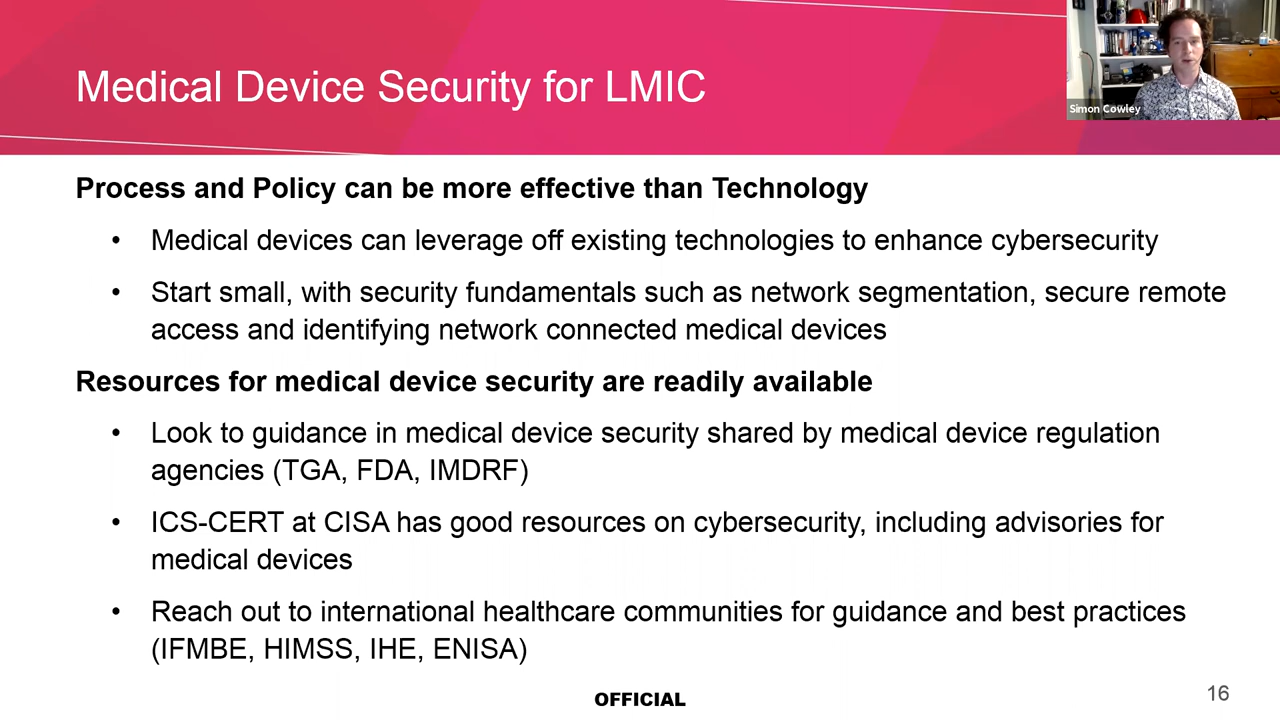 Medical Device Security for LMIC
Simon Cowley
Process and Policy can be more effective than Technology
• Medical devices can leverage off existing technologies to enhance cybersecurity
• Start small, with security fundamentals such as network segmentation, secure remote
access and identifying network connected medical devices
Resources for medical device security are readily available
• Look to guidance in medical device security shared by medical device regulation
agencies (TGA, FDA, IMDRF)
• ICS-CERT at CISA has good resources on cybersecurity, including advisories for
medical devices
• Reach out to international healthcare communities for guidance and best practices
(IFMBE, HIMSS, IHE, ENISA)
OFFICIAL
16